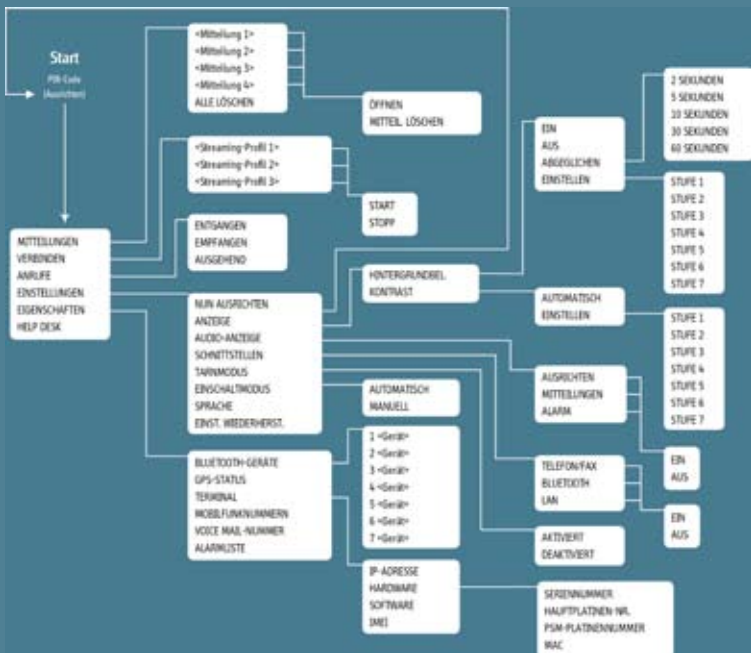 Start
PIN-Code
(Ausrichten)
MITTEILUNGEN
VERBINDEN
ANRUFE
EINSTELLUNGEN
EIGENSCHAFTEN
HELP DESK
<Mitteilung 1>
<Mitteilung 2>
<Mitteilung 3>
<Mitteilung 4>
ALLE LÖSCHEN
ÖFFNEN
MITTEIL. LÖSCHEN
<Streaming-Profil 1>
<Streaming-Profil 2>
<Streaming-Profil 3>
START
STOPP
ENTGANGEN
EMPFANGEN
AUSGEHEND
NUN AUSRICHTEN
ANZEIGE
AUDIO-ANZEIGE
SCHNITTSTELLEN
TARNMODUS
EINSCHALTMODUS
SPRACHE
EINST. WIEDERHERST.
HINTERGRUNDBEL.
KONTRAST
EIN
AUS
ABGEGLICHEN
EINSTELLEN
2 SEKUNDEN
5 SEKUNDEN
10 SEKUNDEN
30 SEKUNDEN
60 SEKUNDEN
STUFE 1
STUFE 2
STUFE 3
STUFE 4
STUFE 5
STUFE 6
STUFE 7
AUTOMATISCH
EINSTELLEN
STUFE 1
STUFE 2
STUFE 3
STUFE 4
STUFE 5
STUFE 6
STUFE 7
AUSRICHTEN
MITTEILUNGEN
ALARM
EIN
AUS
TELEFON/FAX
BLUETOOTH
LAN
EIN
AUS
AKTIVIERT
DEAKTIVIERT
AUTOMATISCH
MANUELL
BLUETOOTH-GERÄTE
GPS-STATUS
TERMINAL
MOBILFUNKNUMMERN
VOICE MAIL-NUMMER
ALARMLISTE
1 <Gerät>
2 <Gerät>
3 <Gerät>
4 <Gerät>
5 <Gerät>
6 <Gerät>
7 <Gerät>
IP-ADRESSE
HARDWARE
SOFTWARE
IMEI
SERIENNUMMER
HAUPTPLATINEN-NR.
PSM-PLATINENNUMMER
MAC